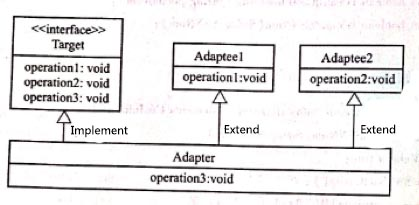 <<interface>>
Target
operation1: void
operation2: void
operation3: void
Adaptee1
operation1:void
Adaptee2
operation2:void
Implement
Extend
Extend
Adapter
operation3:void